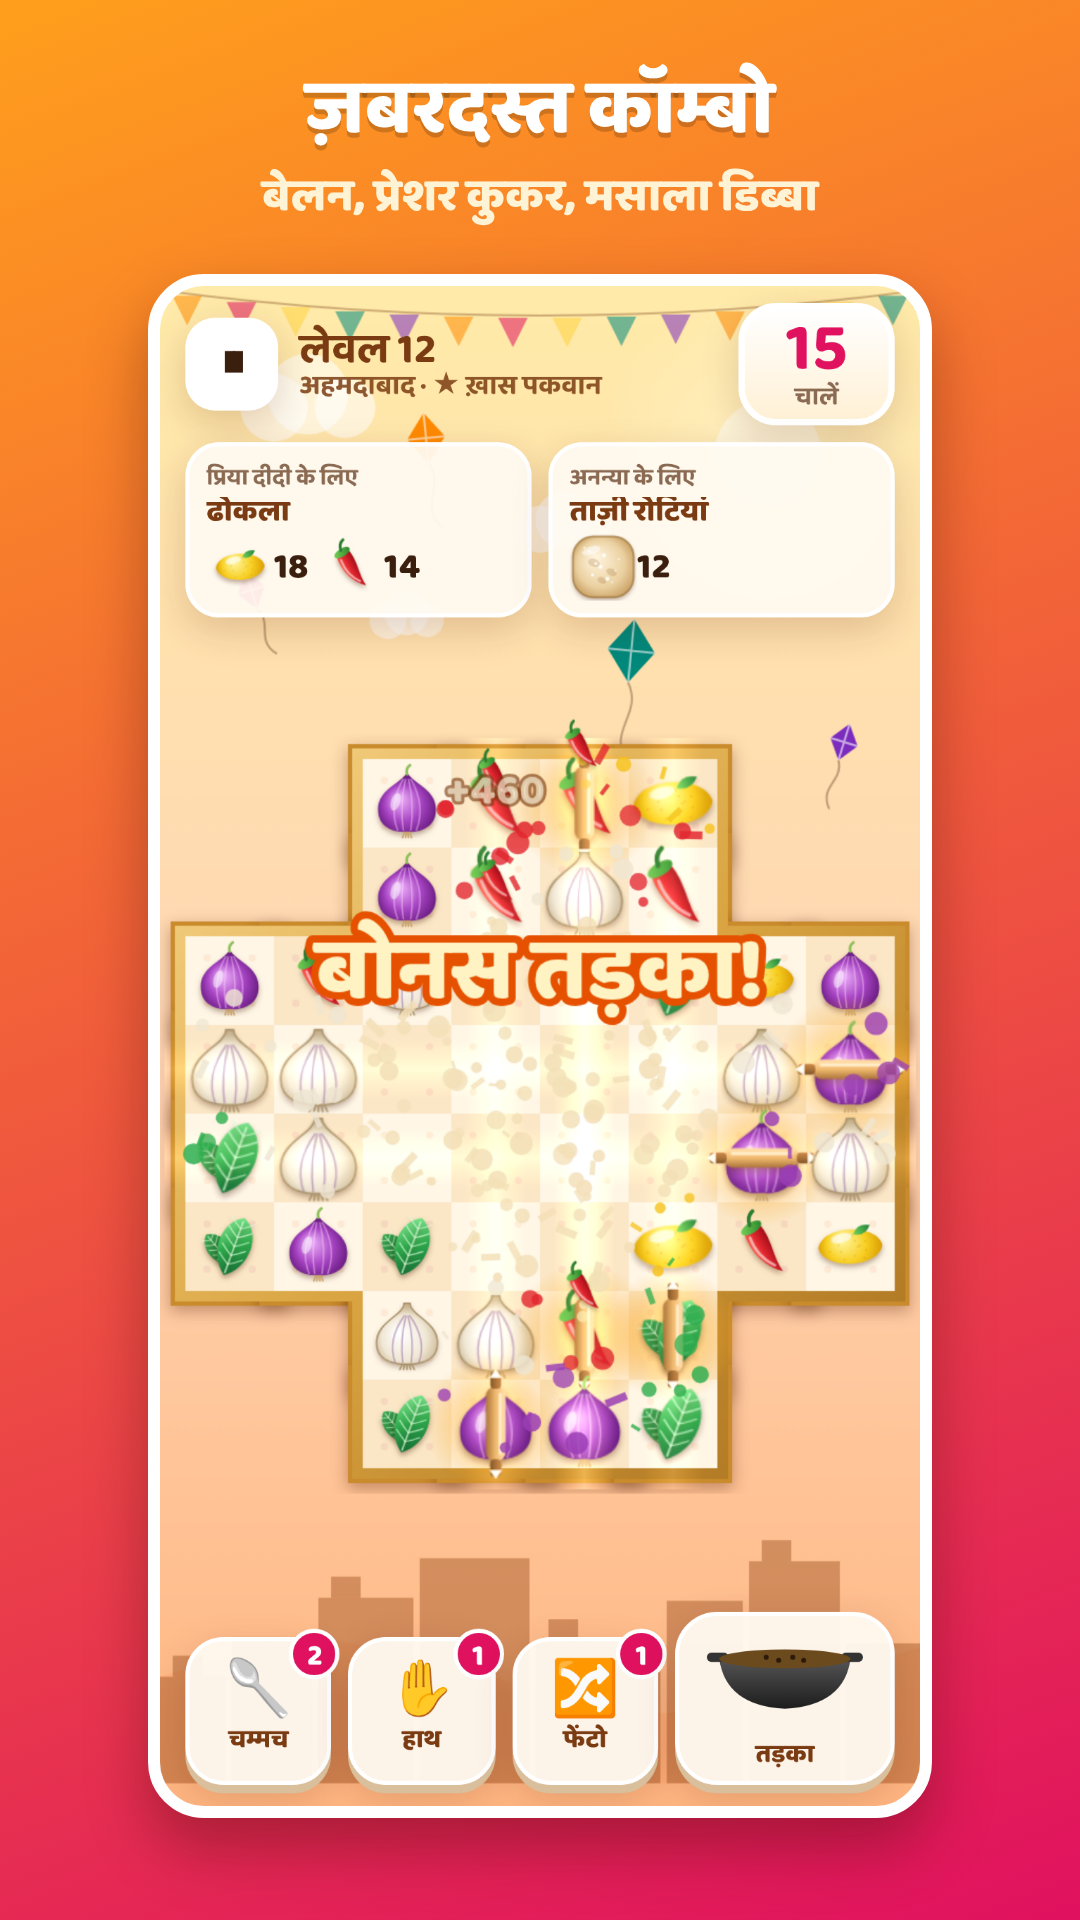 ज़बरदस्त कॉम्बो
बेलन, प्रेशर कुकर, मसाला डिब्बा
लेवल 12
अहमदाबाद · ★ ख़ास पकवान
15
चालें
प्रिया दीदी के लिए
ढोकला
18 14
अनन्या के लिए
ताज़ी रोटियां
12
+460
बोनस तड़का!
2
चम्मच
1
हाथ
1
फेंटो
तड़का